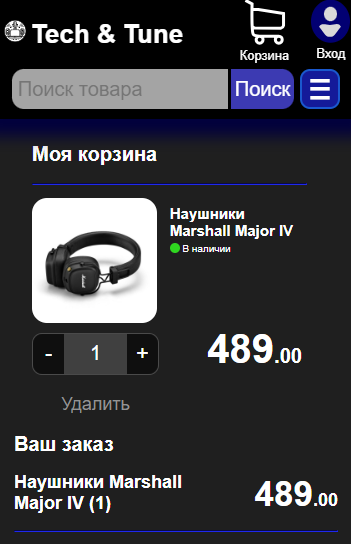 Tech & Tune
Корзина
Вход
Поиск товара
Поиск
Моя корзина
Наушники
Marshall Major IV
В наличии
- 1 +
489.00
Удалить
Ваш заказ
Наушники Marshall
Major IV (1)
489.00